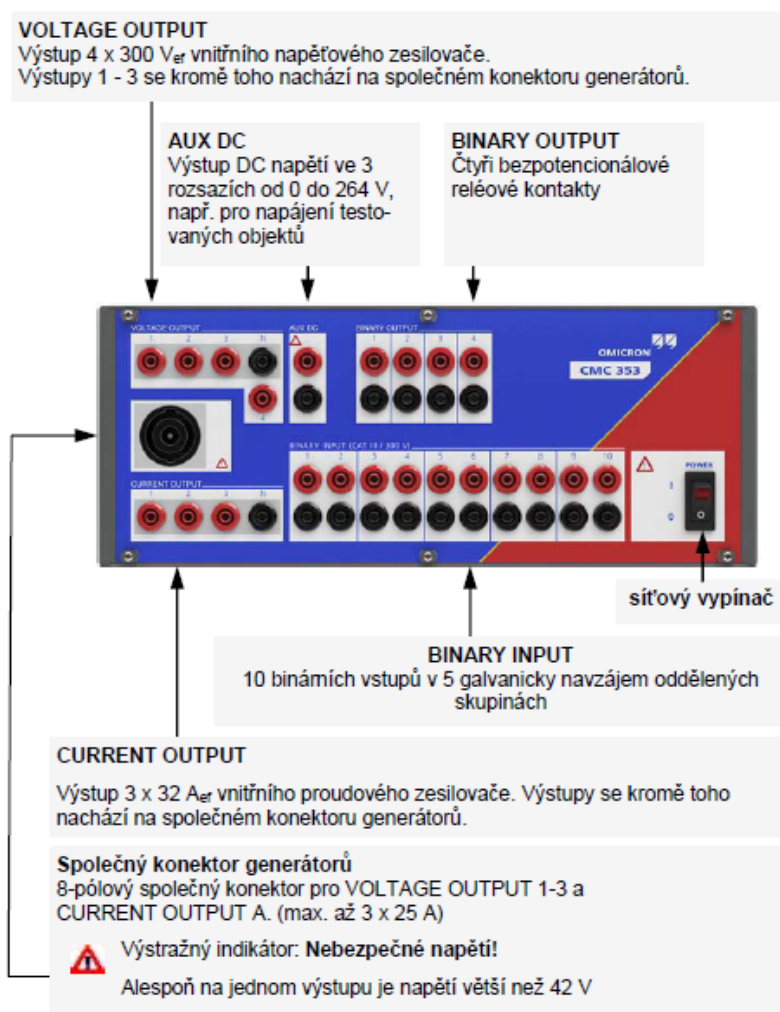 VOLTAGE OUTPUT
Výstup 4 x 300 Vef vnitřního napěťového zesilovače.
Výstupy 1 - 3 se kromě toho nachází na společném konektoru generátorů.
AUX DC
Výstup DC napětí ve 3
rozsazích od 0 do 264 V,
např. pro napájení testo-
vaných objektů
BINARY OUTPUT
Čtyři bezpotencionálové
reléové kontakty
VOLTAGE OUTPUT
1 2 3 N
4
AUX DC
BINARY OUTPUT
1 2 3 4
OMICRON
CMC 353
BINARY INPUT (CAT III / 300 V)
1 2 3 4 5 6 7 8 9 10
CURRENT OUTPUT
1 2 3 N
POWER
I
0
síťový vypínač
BINARY INPUT
10 binárních vstupů v 5 galvanicky navzájem oddělených
skupinách
CURRENT OUTPUT
Výstup 3 x 32 Aef vnitřního proudového zesilovače. Výstupy se kromě toho
nachází na společném konektoru generátorů.
Společný konektor generátorů
8-pólový společný konektor pro VOLTAGE OUTPUT 1-3 a
CURRENT OUTPUT A. (max. až 3 x 25 A)
Výstražný indikátor: Nebezpečné napětí!
Alespoň na jednom výstupu je napětí větší než 42 V